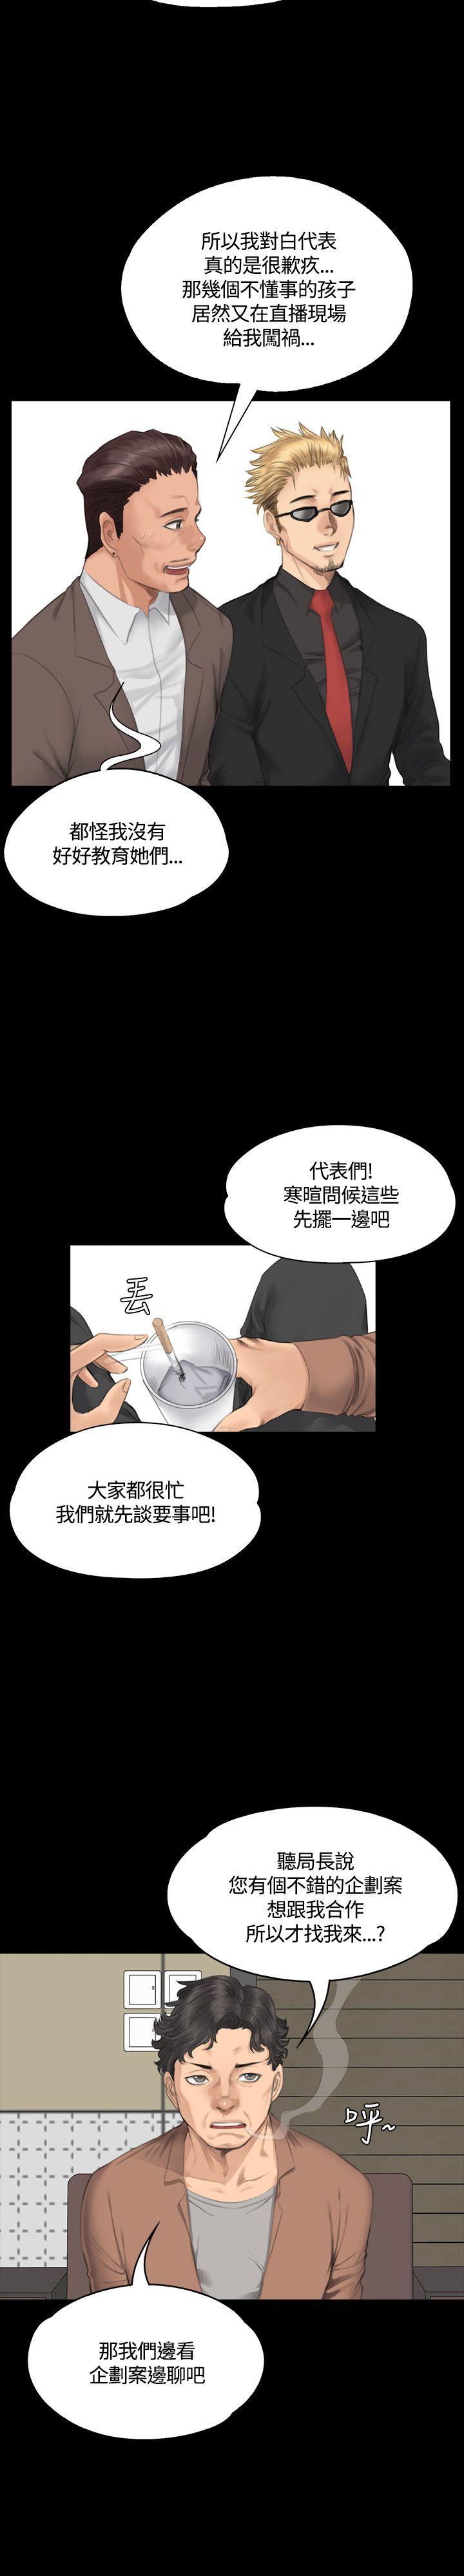 所以我對白代表
真的是很歉疚...
那幾個不懂事的孩子
居然又在直播現場
給我闖禍...
都怪我沒有
好好教育她們...
代表們!
寒暄問候這些
先擺一邊吧
丟
大家都很忙
我們就先談要事吧!
聽局長說
您有個不錯的企劃案
想跟我合作
所以才找我來...?
呼~
那我們邊看
企劃案邊聊吧